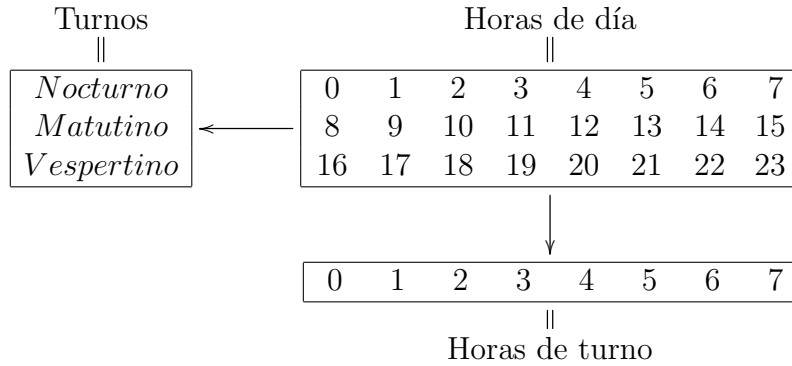 Turnos
Horas de día
Nocturno
Matutino
Vespertino
0 1 2 3 4 5 6 7
8 9 10 11 12 13 14 15
16 17 18 19 20 21 22 23
0 1 2 3 4 5 6 7
Horas de turno